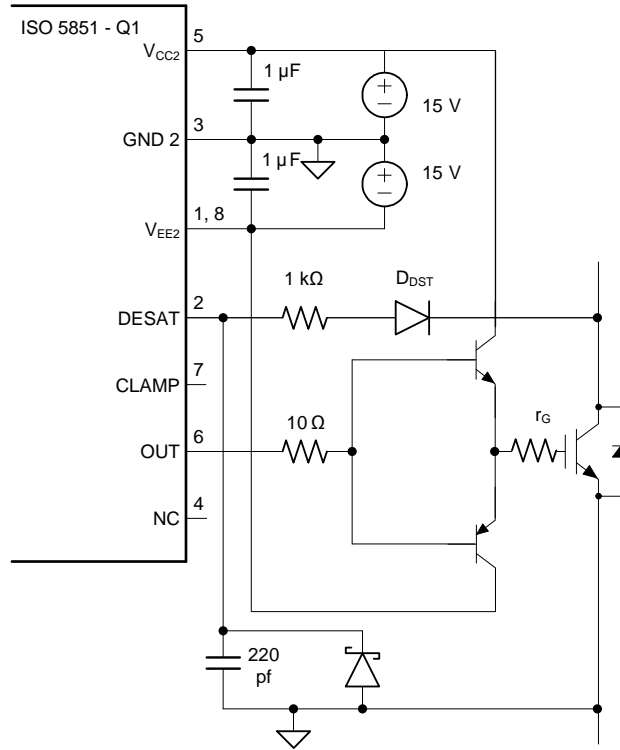 ISO 5851 - Q1
5
VCC2
1 µF
15 V
3
GND 2
1 µF
15 V
1, 8
VEE2
1 kΩ
DDST
2
DESAT
7
CLAMP
10 Ω
rG
6
OUT
4
NC
220
pf